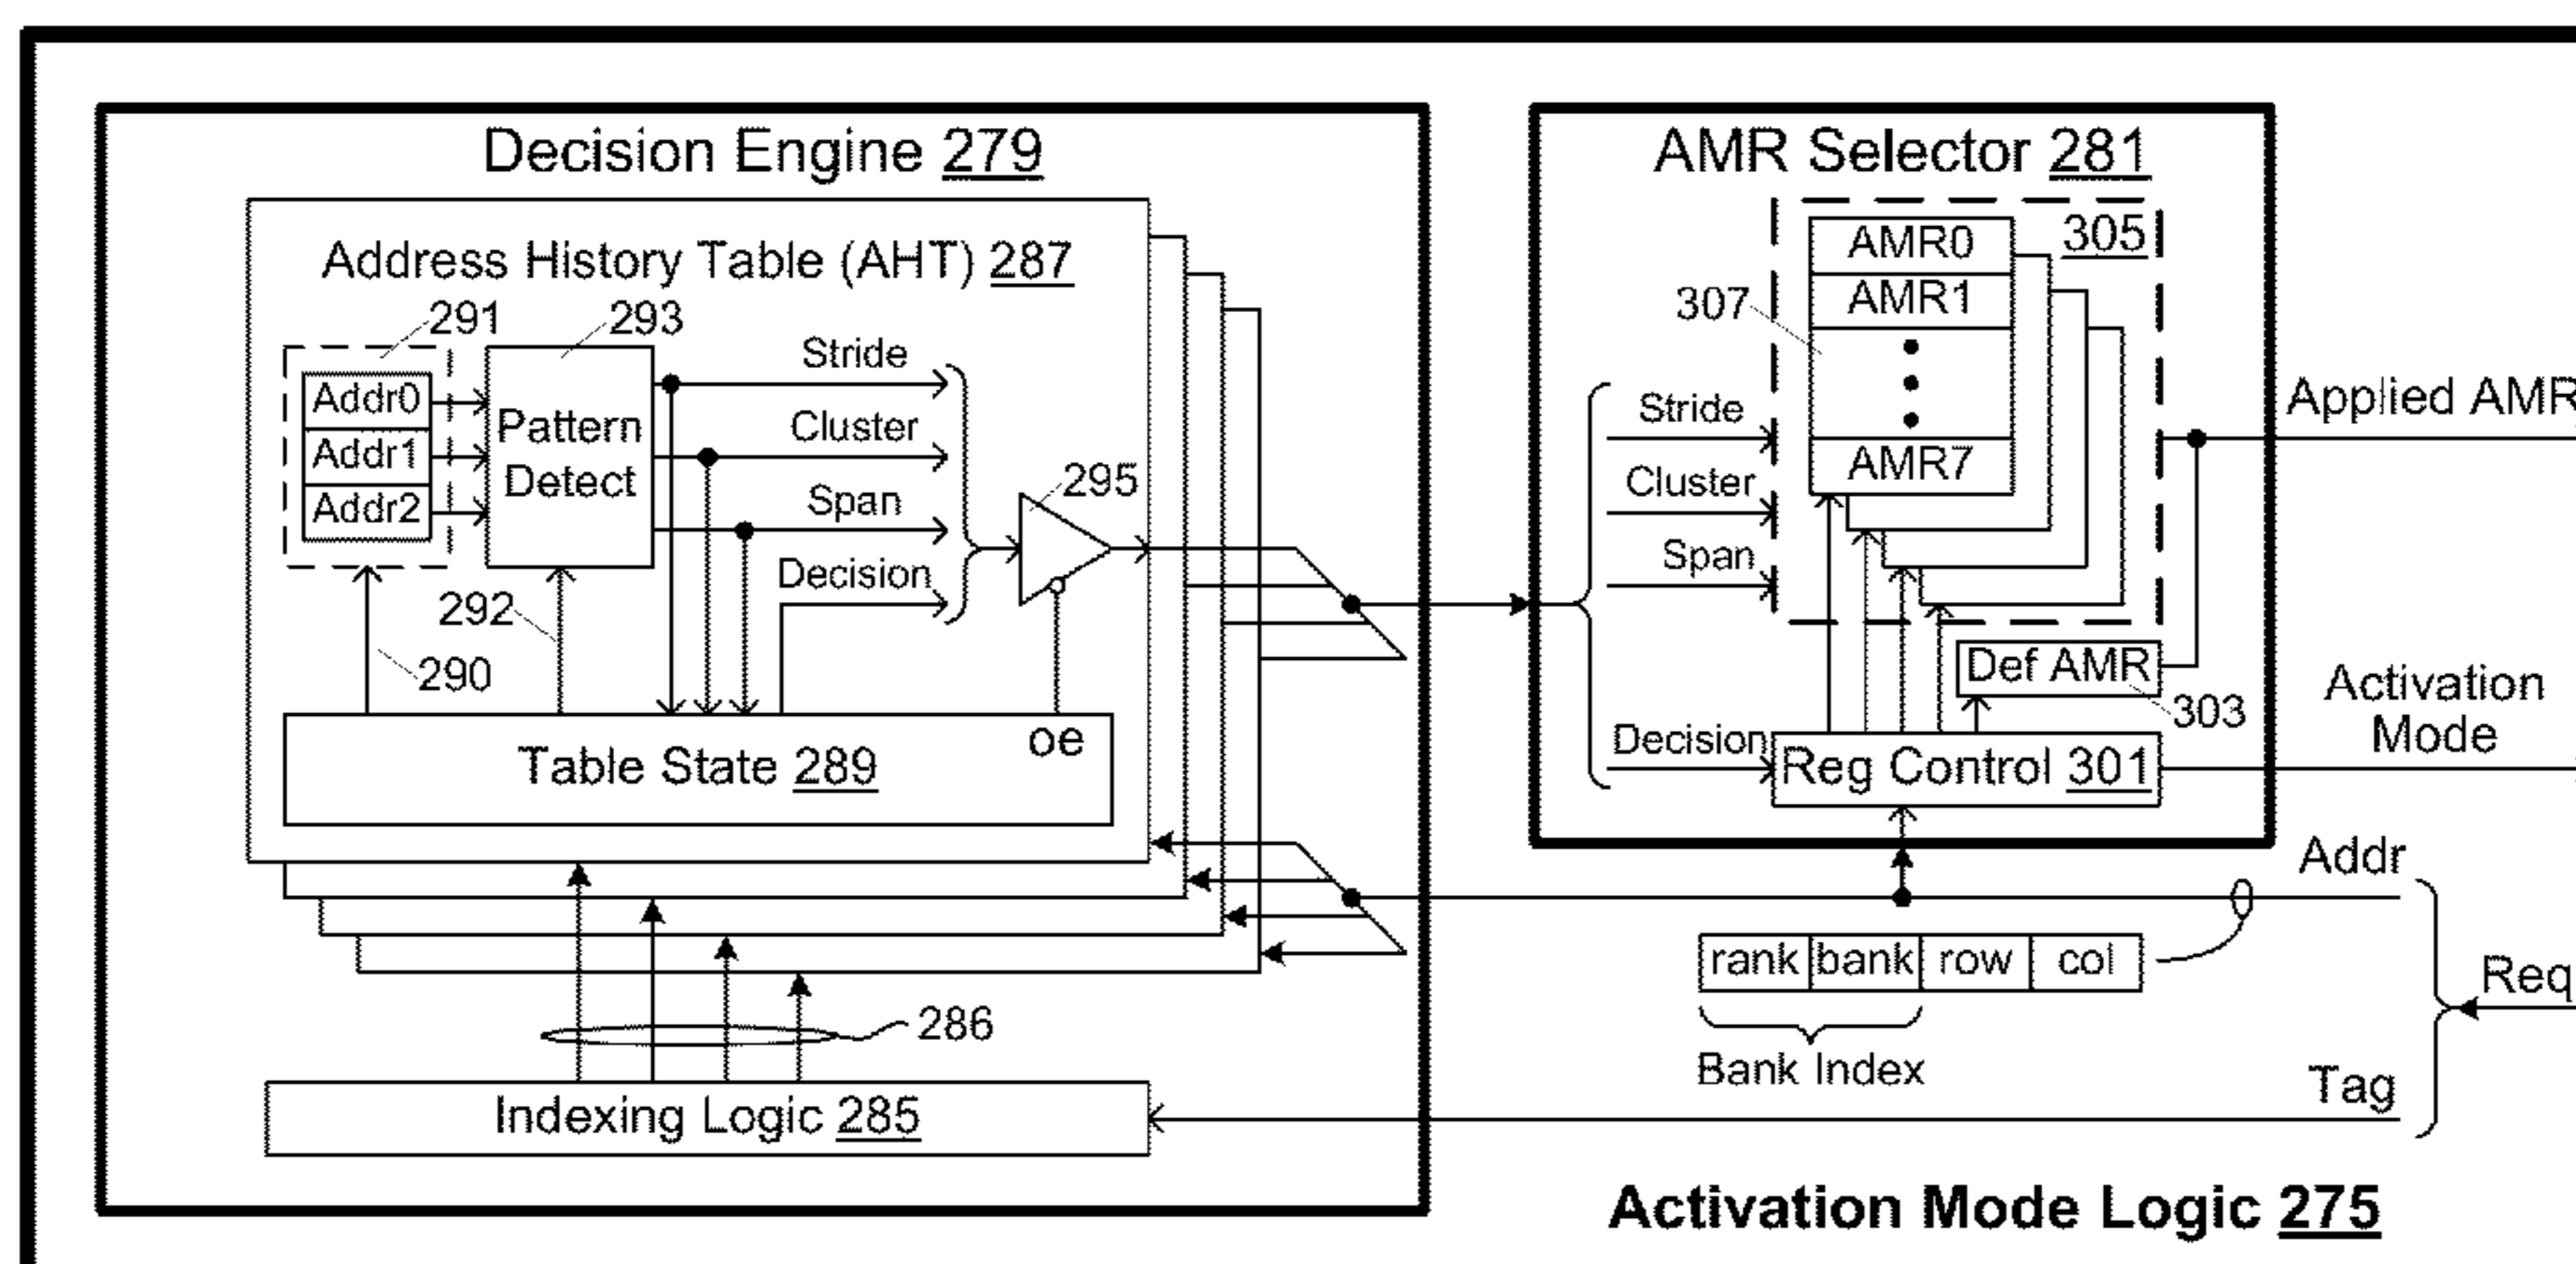 Decision Engine 279
Address History Table (AHT) 287
291
293
Addr0
Addr1
Addr2
Pattern
Detect
Stride
Cluster
Span
Decision
295
292
290
Table State 289
oe
286
Indexing Logic 285
AMR Selector 281
305
307
AMR0
AMR1
AMR7
Stride
Cluster
Span
Decision
Def AMR
303
Reg Control 301
Applied AMR
Activation
Mode
Addr
rank bank row col
Bank Index
Req
Tag
Activation Mode Logic 275